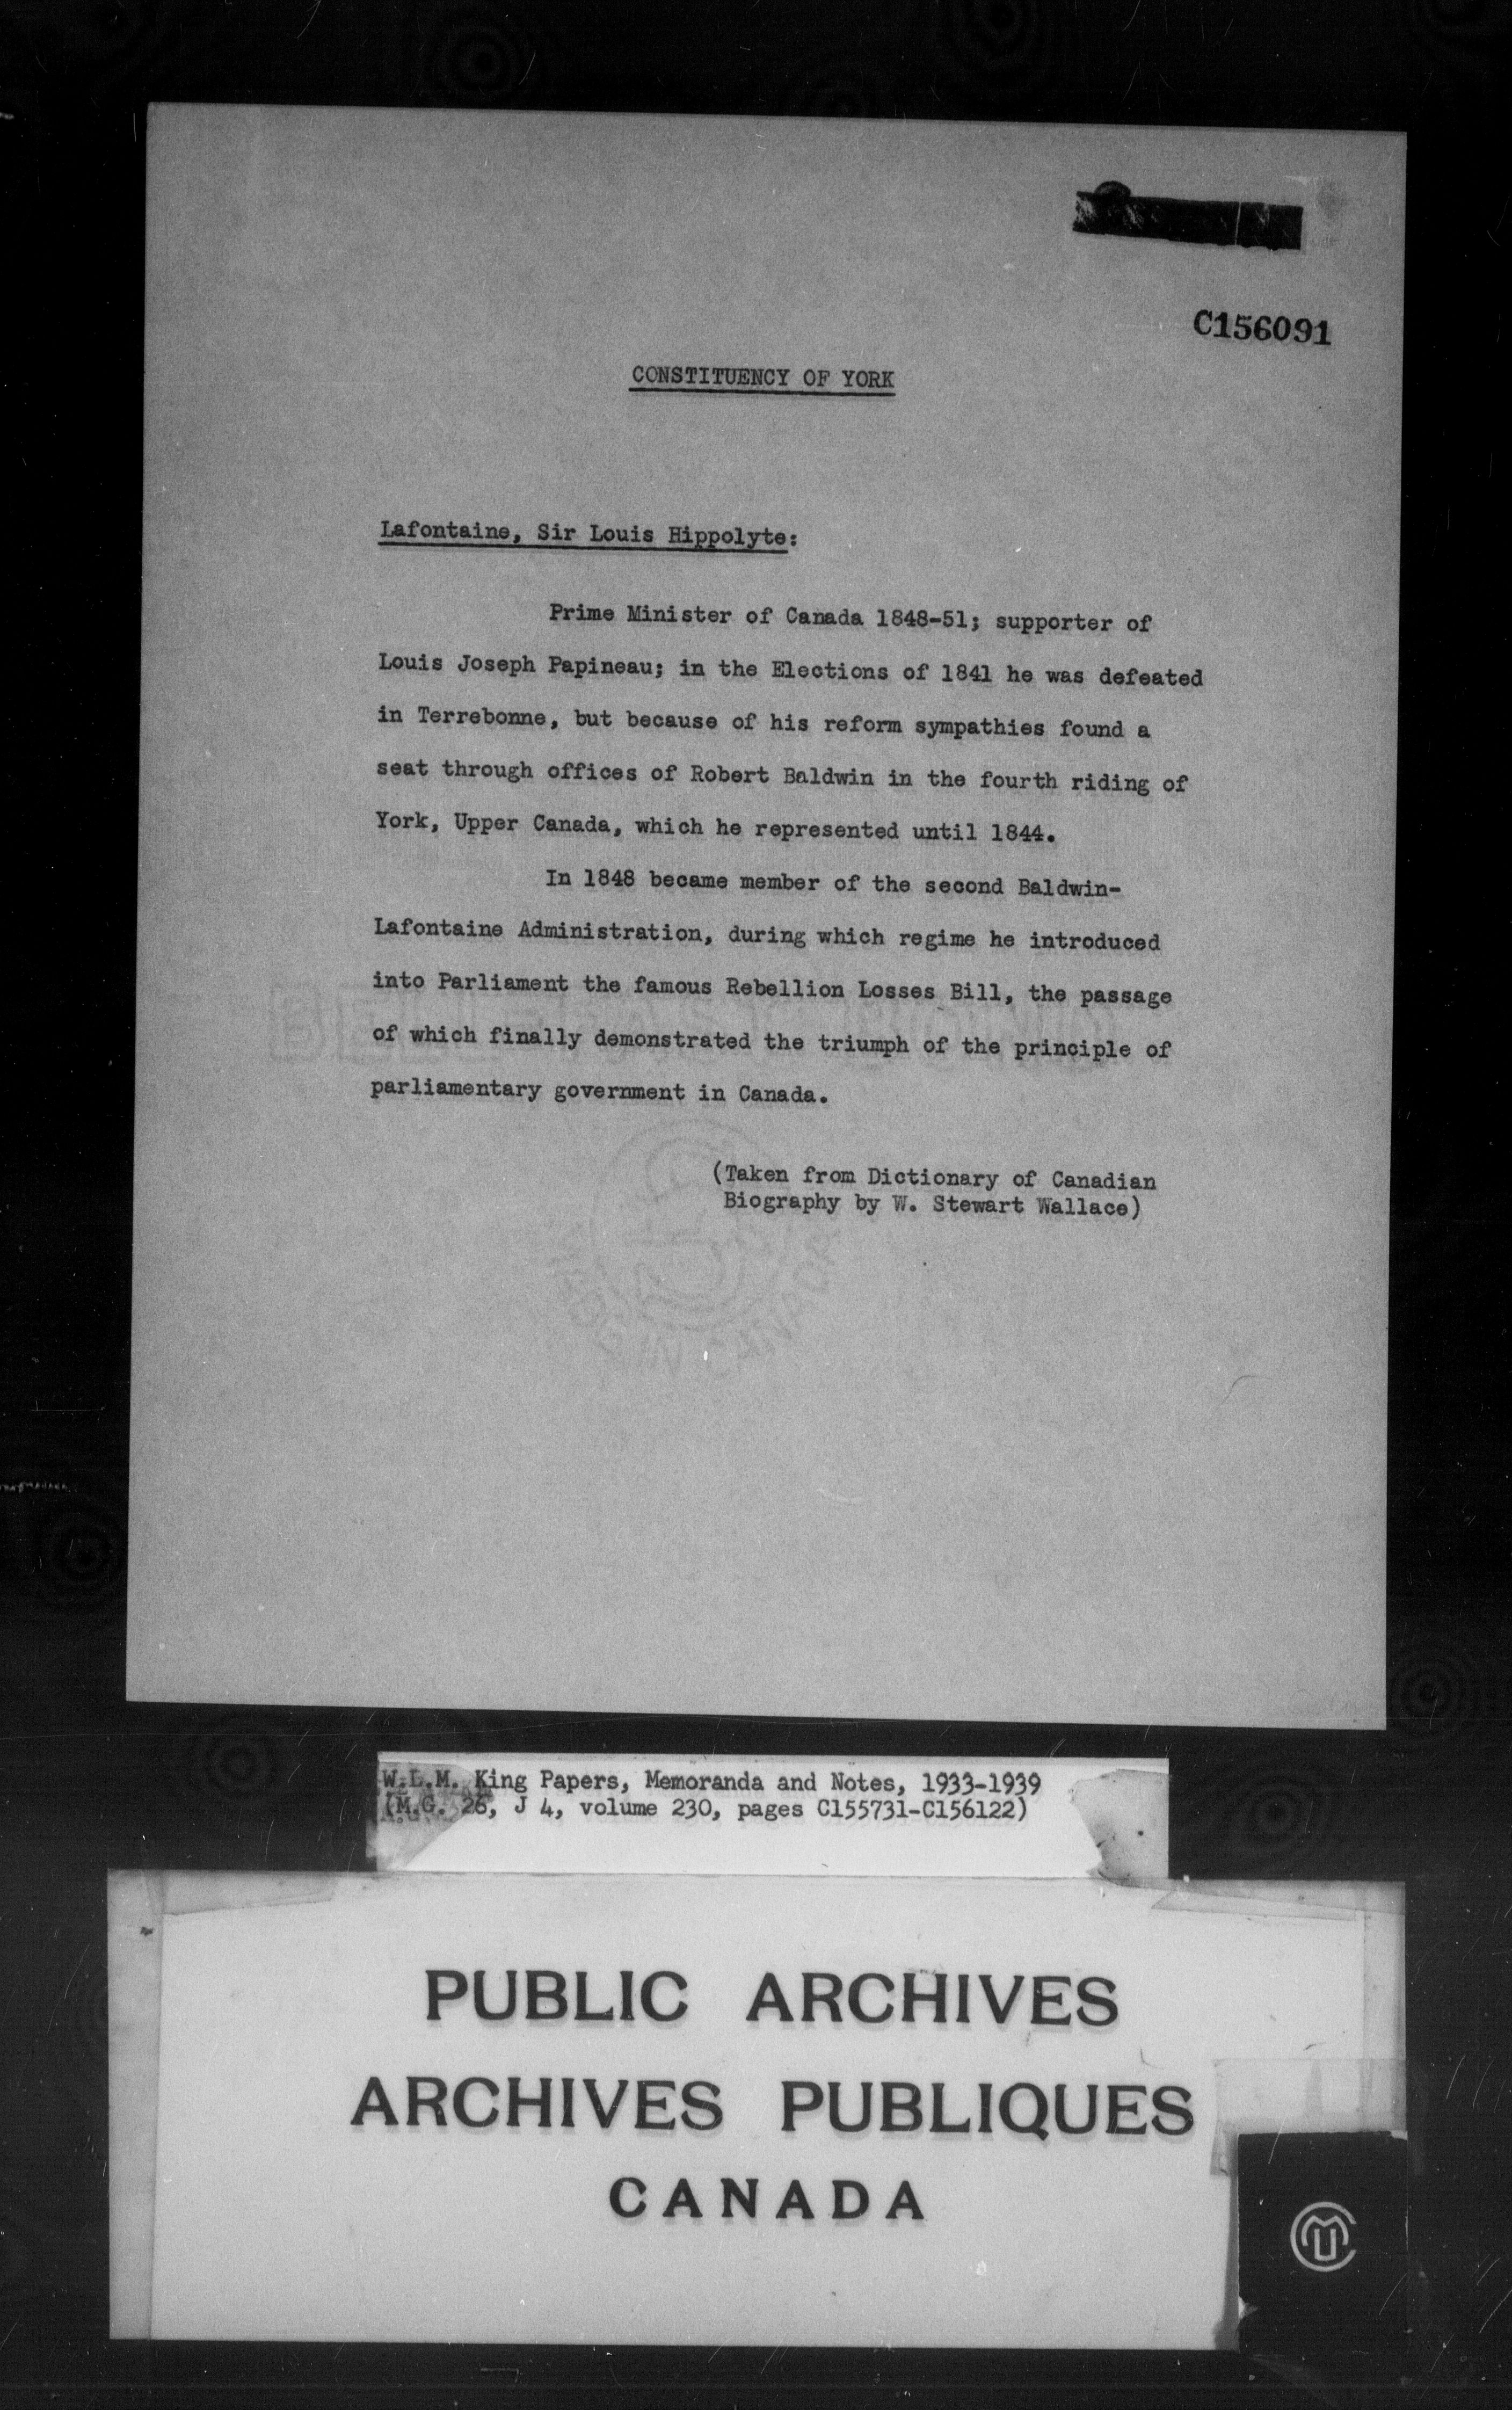 C156091
CONSTITUENCY OF YORK
Lafontaine, Sir Louis Hippolyte:
Prime Minister of Canada 1848-51; supporter of
Louis Joseph Papineau; in the Elections of 1841 he was defeated
in Terrebonne, but because of his reform sympathies found a
seat through offices of Robert Baldwin in the fourth riding of
York, Upper Canada, which he represented until 1844.
In 1848 became member of the second Baldwin-
Lafontaine Administration, during which regime he introduced
into Parliament the famous Rebellion Losses Bill, the passage
of which finally demonstrated the triumph of the principle of
parliamentary government in Canada.
(Taken from Dictionary of Canadian
Biography by W. Stewart Wallace)
W.L.M. King Papers, Memoranda and Notes, 1933-1939
(M.G. 26, J 4, volume 230, pages C155731-C156122)
PUBLIC ARCHIVES
ARCHIVES PUBLIQUES
CANADA